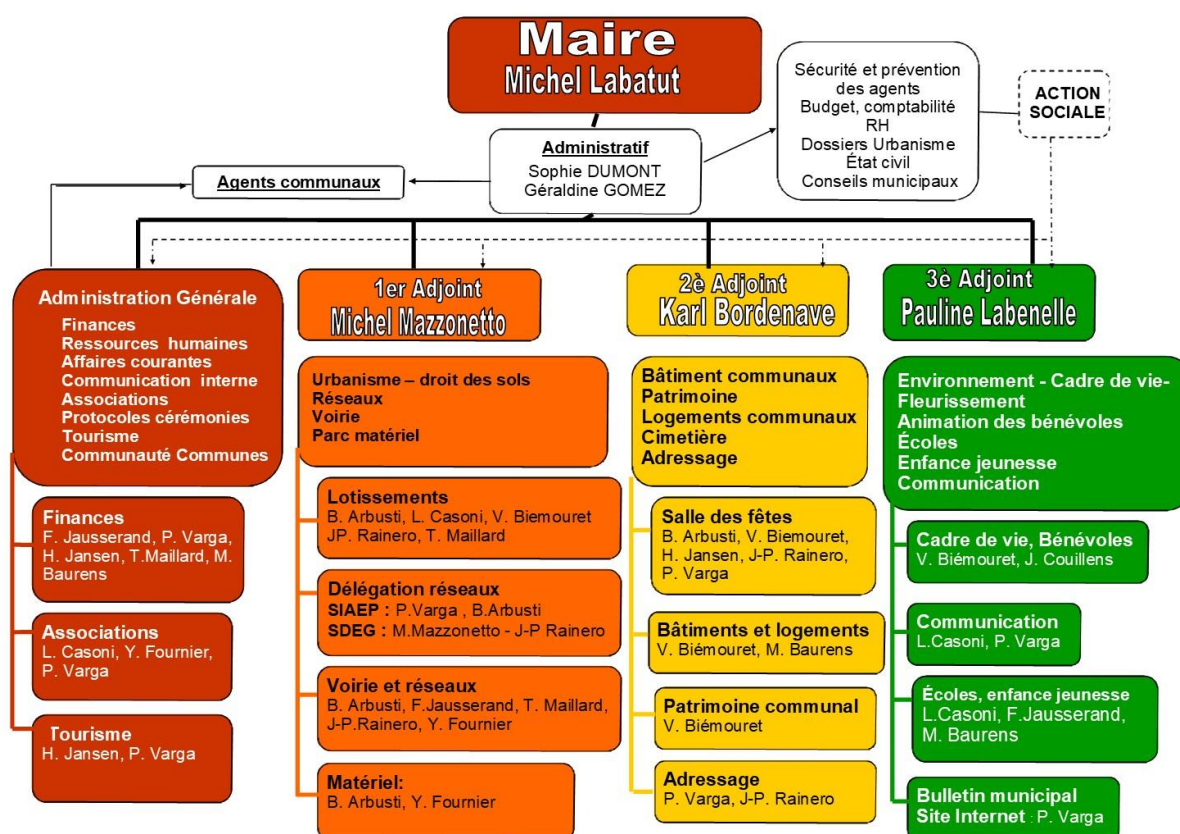 Maire
Michel Labatut
Sécurité et prévention
des agents
Budget, comptabilité
RH
Dossiers Urbanisme
État civil
Conseils municipaux
ACTION
SOCIALE
Administratif
Sophie DUMONT
Géraldine GOMEZ
Agents communaux
Administration Générale
Finances
Ressources humaines
Affaires courantes
Communication interne
Associations
Protocoles cérémonies
Tourisme
Communauté Communes
Finances
F. Jausserand, P. Varga,
H. Jansen, T.Maillard, M.
Baurens
Associations
L. Casoni, Y. Fournier,
P. Varga
Tourisme
H. Jansen, P. Varga
1er Adjoint
Michel Mazzonetto
Urbanisme – droit des sols
Réseaux
Voirie
Parc matériel
Lotissements
B. Arbusti, L. Casoni, V. Biemouret
JP. Rainero, T. Maillard
Délégation réseaux
SIAEP : P.Varga , B.Arbusti
SDEG : M.Mazzonetto - J-P Rainero
Voirie et réseaux
B. Arbusti, F.Jausserand, T. Maillard,
J-P.Rainero, Y. Fournier
Matériel:
B. Arbusti, Y. Fournier
2è Adjoint
Karl Bordenave
Bâtiment communaux
Patrimoine
Logements communaux
Cimetière
Adressage
Salle des fêtes
B. Arbusti, V. Biemouret,
H. Jansen, J-P. Rainero,
P. Varga
Bâtiments et logements
V. Biémouret, M. Baurens
Patrimoine communal
V. Biémouret
Adressage
P. Varga, J-P. Rainero
3è Adjoint
Pauline Labenelle
Environnement - Cadre de vie-
Fleurissement
Animation des bénévoles
Écoles
Enfance jeunesse
Communication
Cadre de vie, Bénévoles
V. Biémouret, J. Couillens
Communication
L.Casoni, P. Varga
Écoles, enfance jeunesse
L.Casoni, F.Jausserand,
M. Baurens
Bulletin municipal
Site Internet : P. Varga